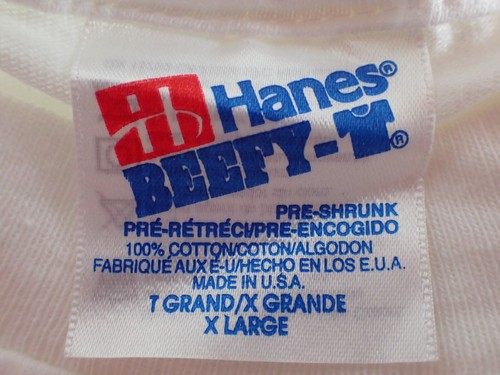 Hanes®
BEEFY-T®
PRE-SHRUNK
PRÉ-RÉTRÉCI/PRE-ENCOGIDO
100% COTTON/COTON/ALGODON
FABRIQUÉ AUX E-U/HECHO EN LOS E.U.A.
MADE IN U.S.A.
T GRAND/X GRANDE
X LARGE